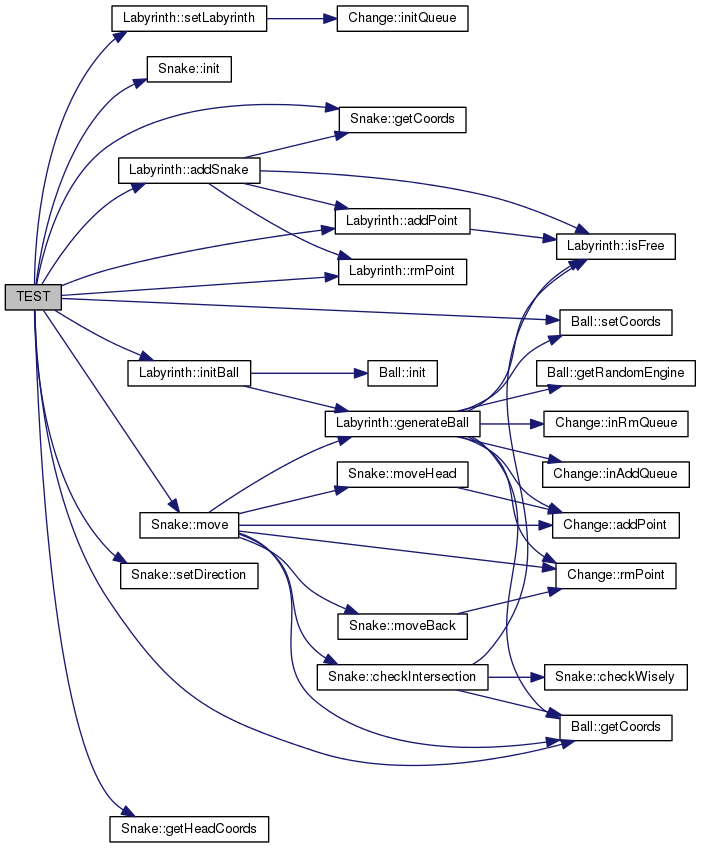 Labyrinth::setLabyrinth
Change::initQueue
Snake::init
Snake::getCoords
Labyrinth::addSnake
Labyrinth::addPoint
Labyrinth::isFree
Labyrinth::rmPoint
TEST
Ball::setCoords
Labyrinth::initBall
Ball::init
Ball::getRandomEngine
Labyrinth::generateBall
Change::inRmQueue
Snake::moveHead
Change::inAddQueue
Snake::move
Change::addPoint
Snake::setDirection
Change::rmPoint
Snake::moveBack
Snake::checkIntersection
Snake::checkWisely
Ball::getCoords
Snake::getHeadCoords